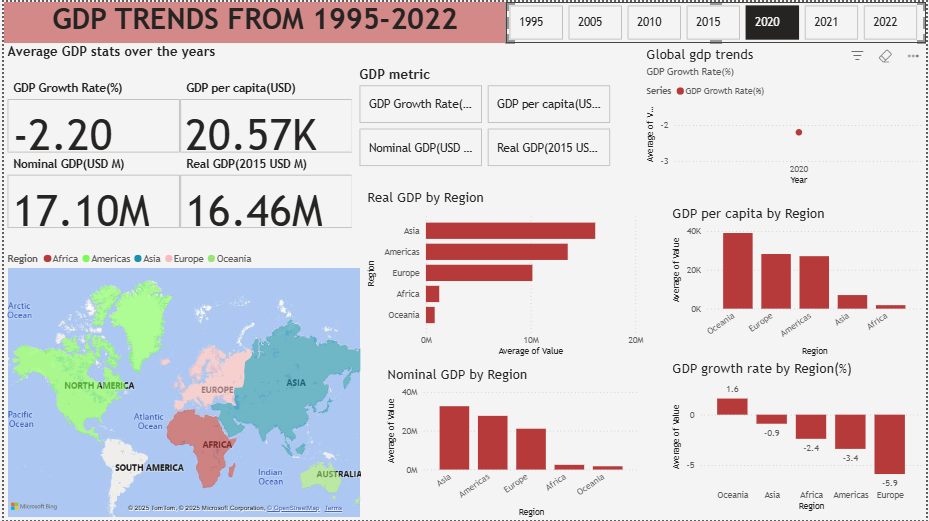 GDP TRENDS FROM 1995-2022
1995
2005
2010
2015
2020
2021
2022
Average GDP stats over the years
GDP Growth Rate(%)
GDP per capita(USD)
-2.20
20.57K
Nominal GDP(USD M)
Real GDP(2015 USD M)
17.10M
16.46M
GDP metric
GDP Growth Rate(...
GDP per capita(US...
Nominal GDP(USD ...
Real GDP(2015 US...
Global gdp trends
GDP Growth Rate(%)
Series
GDP Growth Rate(%)
Average of V...
-2
-3
2020
Year
Real GDP by Region
Region
Asia
Americas
Europe
Africa
Oceania
0M
10M
20M
Average of Value
GDP per capita by Region
Average of Value
40K
20K
0K
Oceania
Europe
Americas
Asia
Africa
Region
Region
Africa
Americas
Asia
Europe
Oceania
Arctic
Ocean
NORTH AMERICA
EUROPE
ASIA
Pacific
Ocean
Atlantic
Ocean
AFRICA
SOUTH AMERICA
Indian
Ocean
AUSTRALIA
Microsoft Bing
© 2025 TomTom, © 2025 Microsoft Corporation, © OpenStreetMap Terms
Nominal GDP by Region
Average of Value
40M
20M
0M
Asia
Americas
Europe
Africa
Oceania
Region
GDP growth rate by Region(%)
Average of Value
0
-5
1.6
-0.9
-2.4
-3.4
-5.9
Oceania
Asia
Africa
Americas
Europe
Region